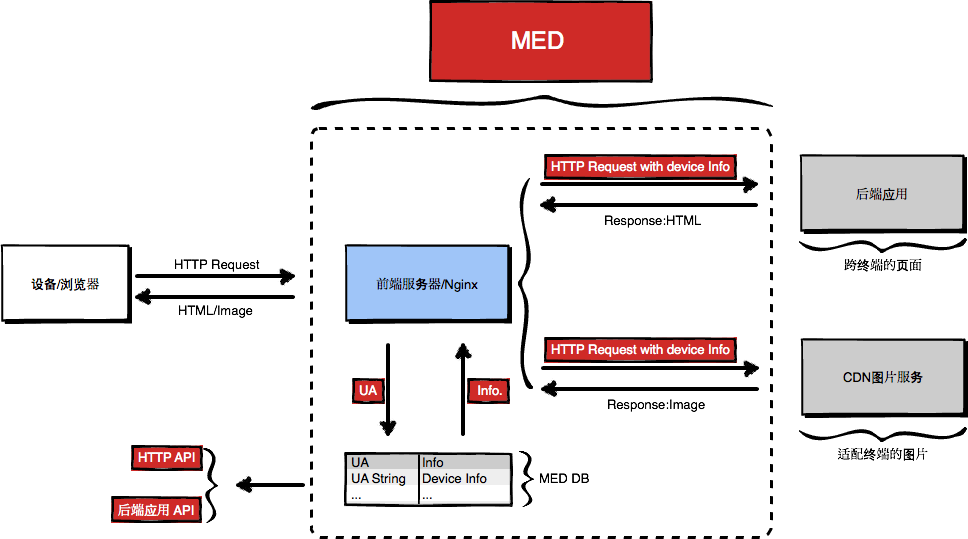 MED
HTTP Request with device Info
后端应用
Response:HTML
跨终端的页面
设备/浏览器
HTTP Request
HTML/Image
前端服务器/Nginx
HTTP Request with device Info
CDN图片服务
Response:Image
适配终端的图片
UA
Info.
HTTP API
后端应用 API
UA Info
UA String Device Info
... ...
MED DB